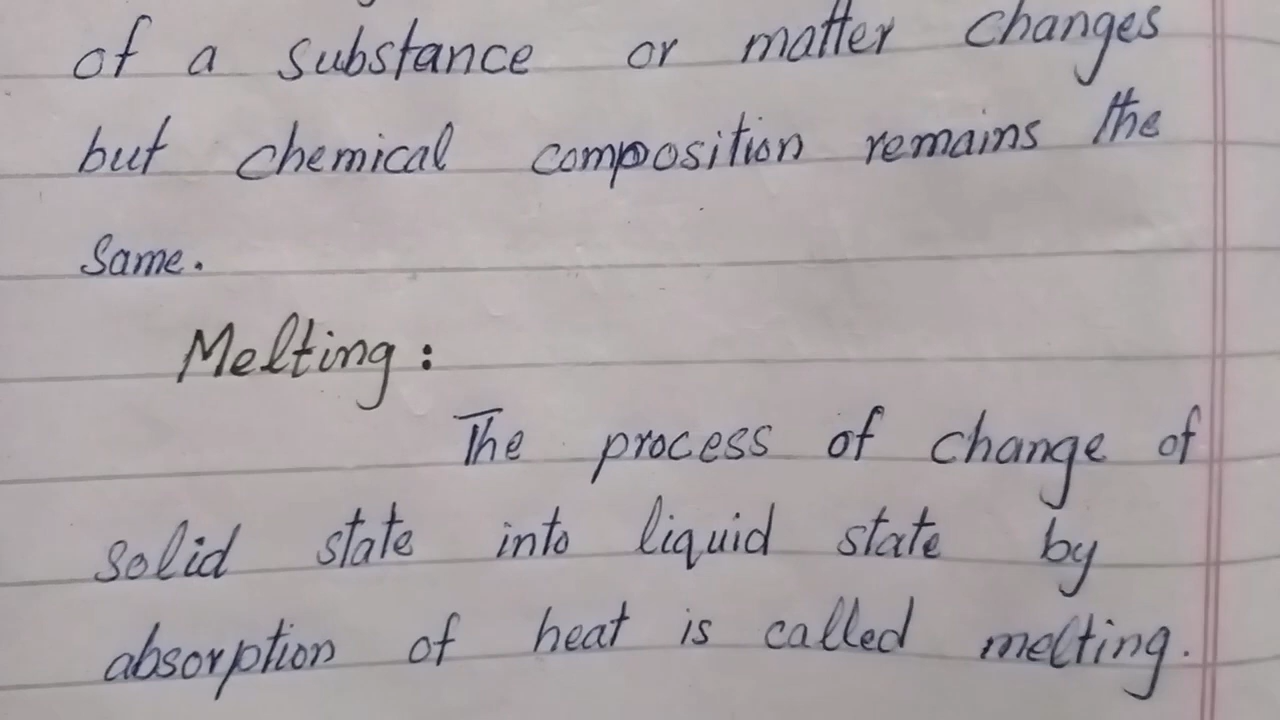 of a substance or matter changes
but chemical composition remains the
same.
Melting:
The process of change of
solid state into liquid state by
absorption of heat is called melting.